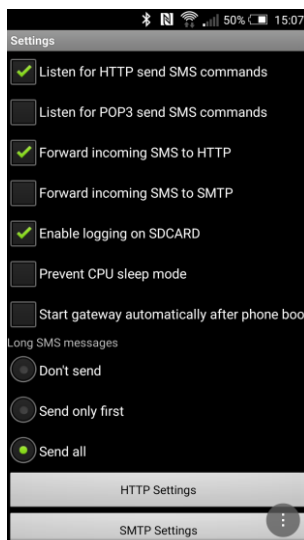 50% 15:07
Settings
Listen for HTTP send SMS commands
Listen for POP3 send SMS commands
Forward incoming SMS to HTTP
Forward incoming SMS to SMTP
Enable logging on SDCARD
Prevent CPU sleep mode
Start gateway automatically after phone boo
Long SMS messages
Don't send
Send only first
Send all
HTTP Settings
SMTP Settings